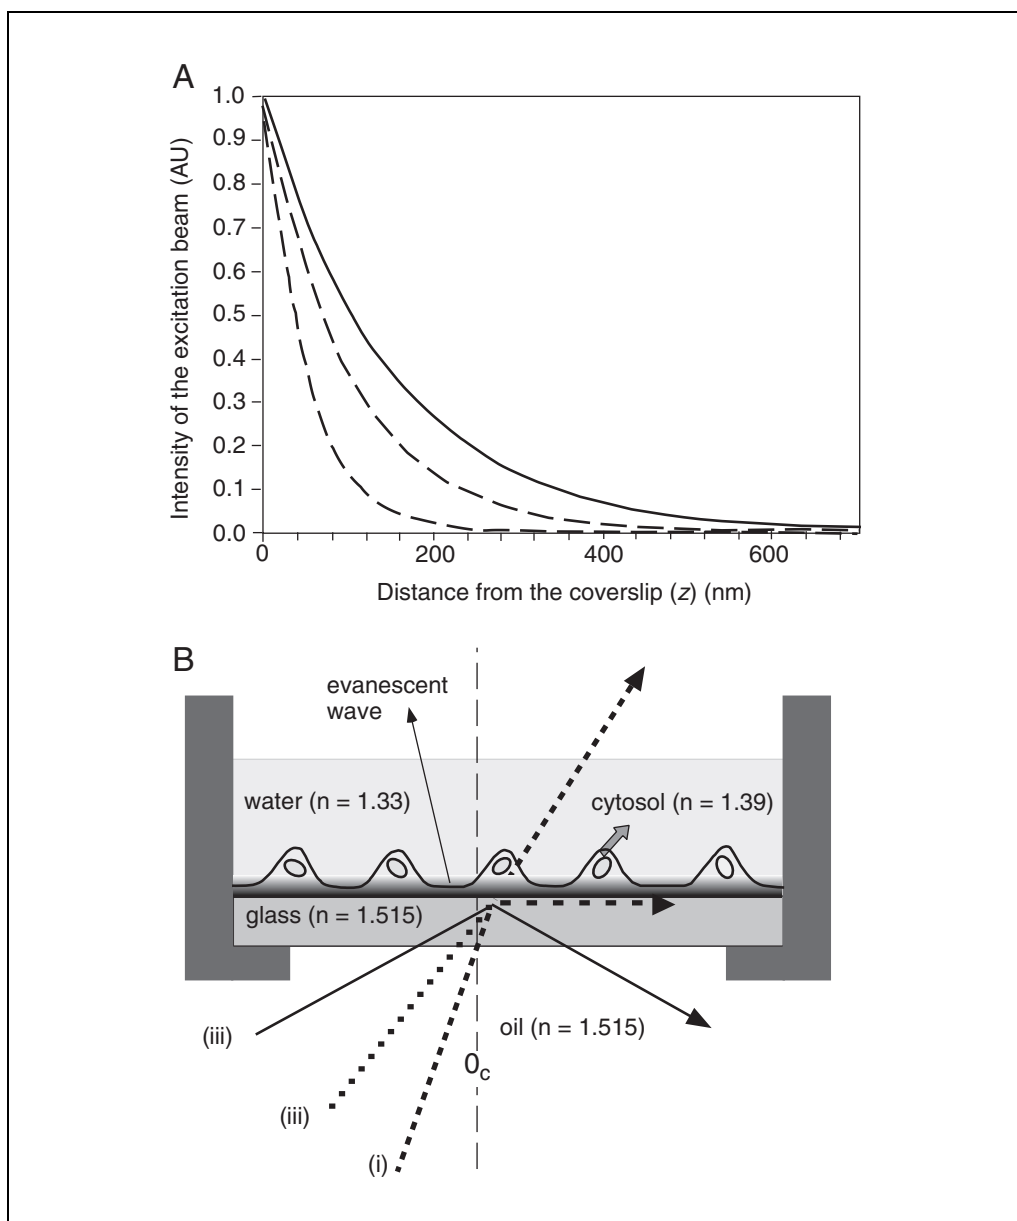 A
Intensity of the excitation beam (AU)
1.0
0.9
0.8
0.7
0.6
0.5
0.4
0.3
0.2
0.1
0.0
0 200 400 600
Distance from the coverslip (z) (nm)
B
evanescent
wave
water (n = 1.33)
cytosol (n = 1.39)
glass (n = 1.515)
(iii)
oil (n = 1.515)
0c
(iii)
(i)